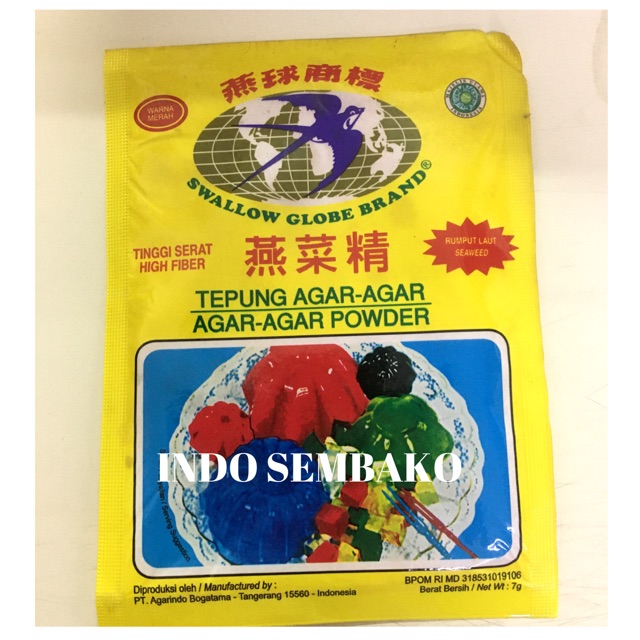 燕球商標
WARNA
MERAH
SWALLOW GLOBE BRAND®
TINGGI SERAT
HIGH FIBER
燕菜精
RUMPUT LAUT
SEAWEED
TEPUNG AGAR-AGAR
AGAR-AGAR POWDER
INDO SEMBAKO
Serving Suggestion
Diproduksi oleh / Manufactured by :
PT. Agarindo Bogatama - Tangerang 15560 - Indonesia
BPOM RI MD 318531019106
Berat Bersih / Net Wt : 7g